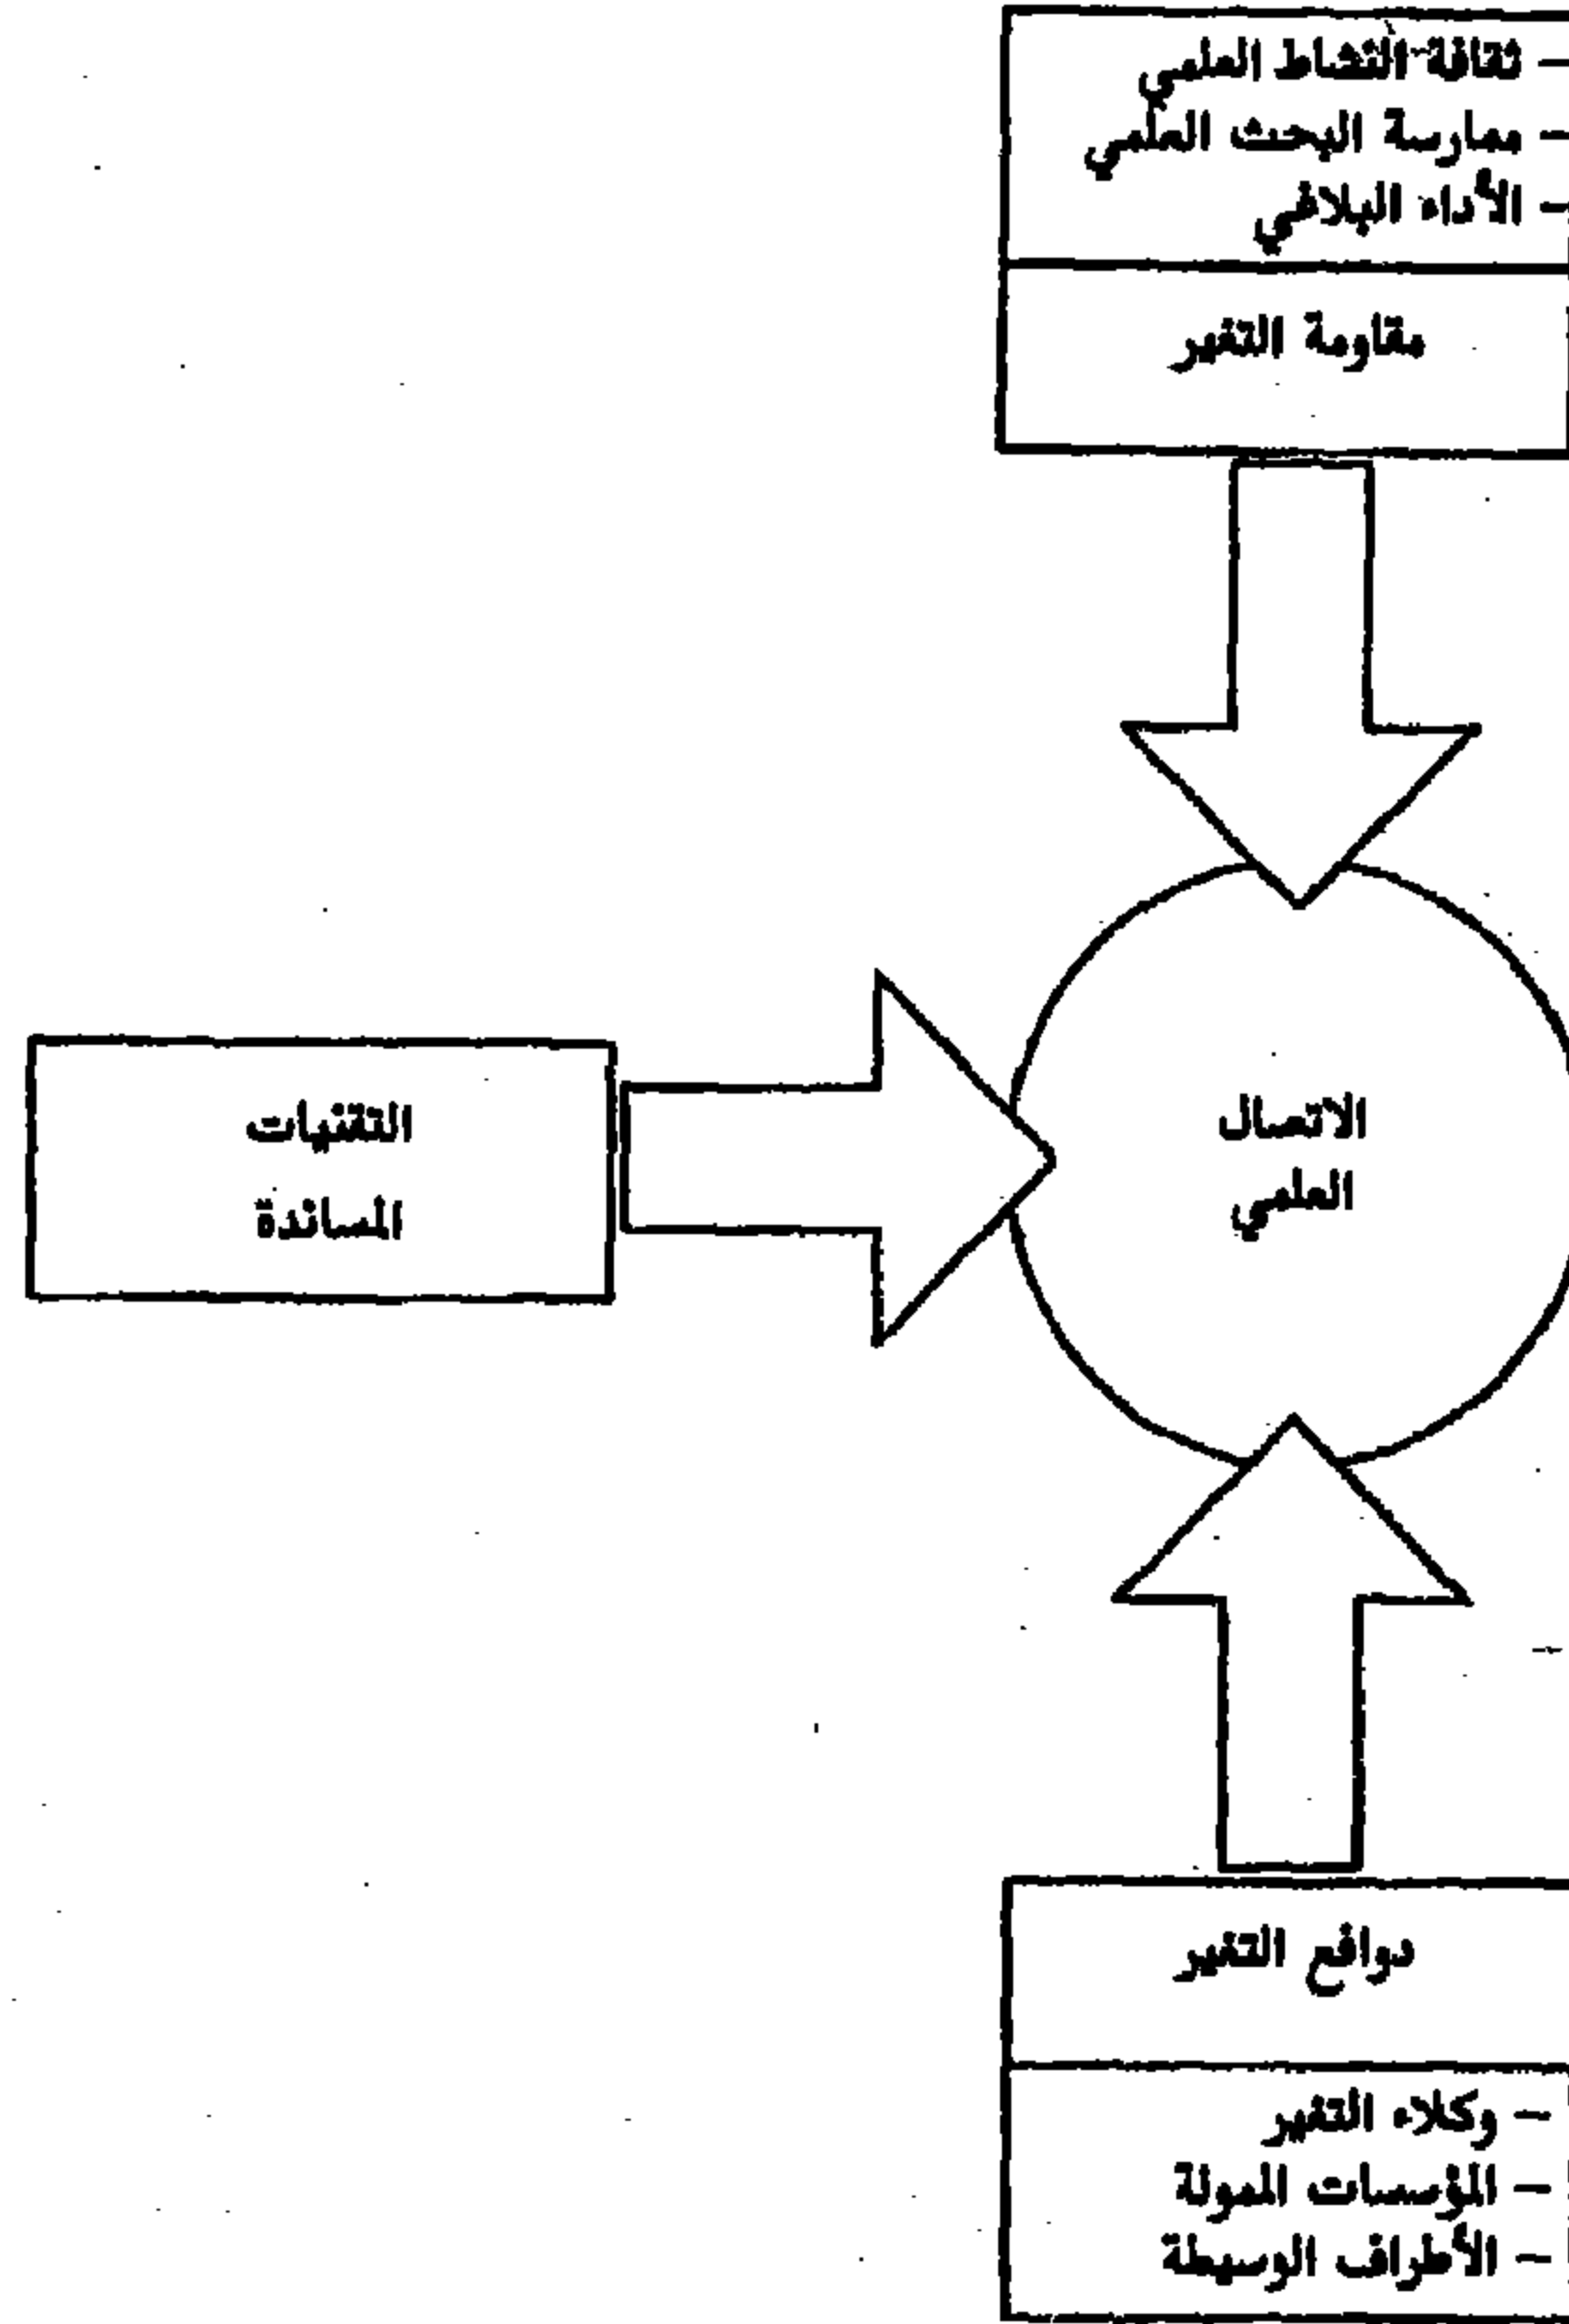 – ثقافة النشاط العلمي
– ممارسة البحث العلمي
– الأداء البلاغي
مقاومة التغير
الاتصال
العلمي
التقنيات
المساندة
دوافع التغير
– وكلاء التغير
– المؤسسات الممولة
– الأطراف الوسيطة